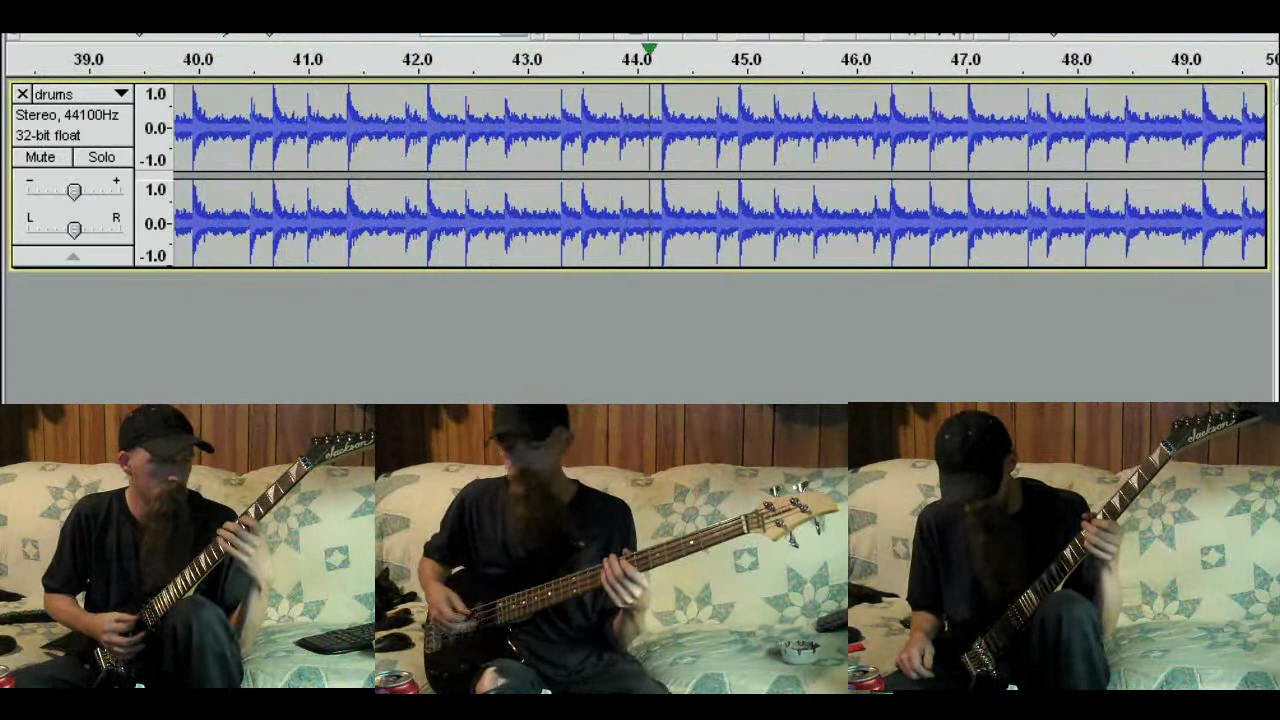 39.0 40.0 41.0 42.0 43.0 44.0 45.0 46.0 47.0 48.0 49.0
drums
Stereo, 44100Hz
32-bit float
Mute Solo
- +
L R
1.0
0.0-
-1.0
1.0
0.0-
-1.0
Jackson
Jackson